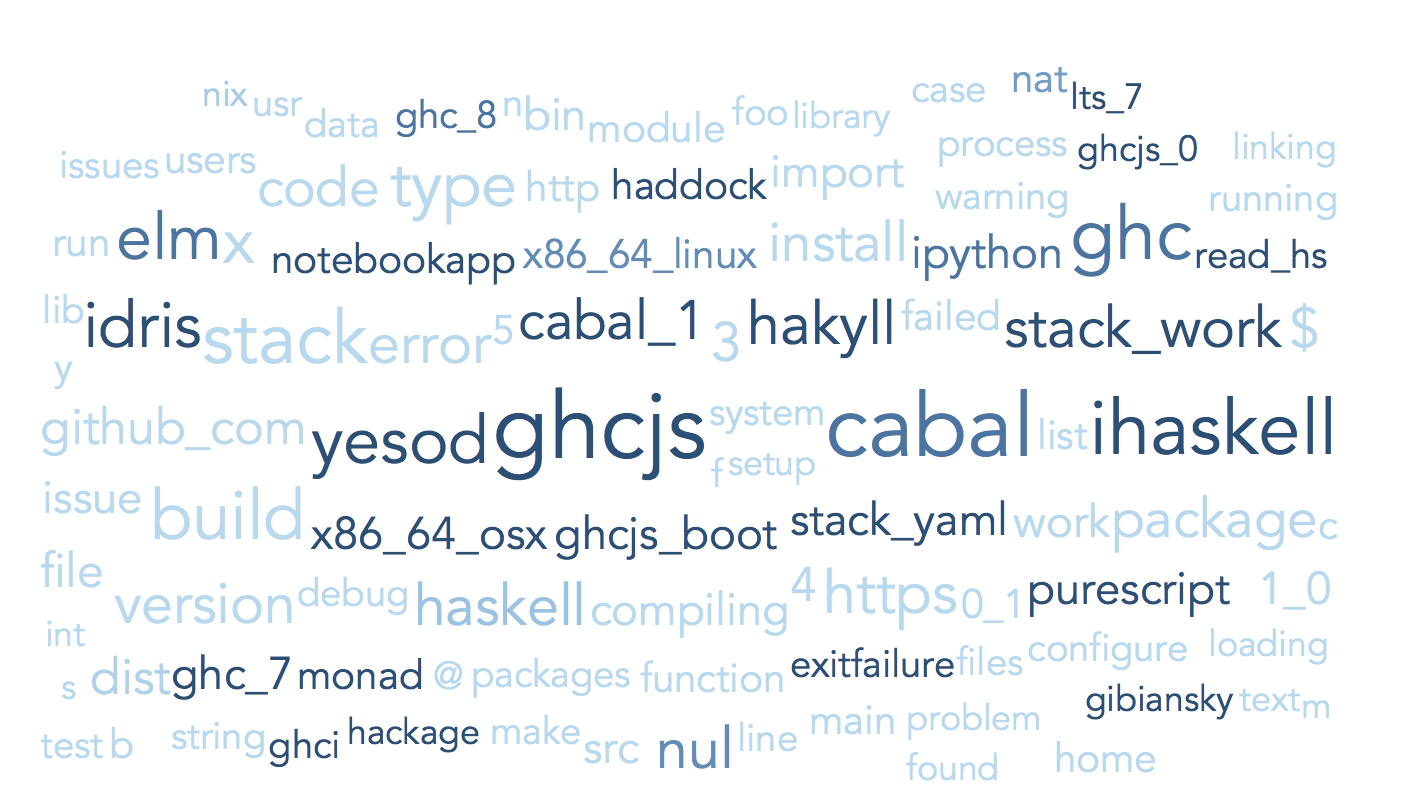 nix usr data ghc_8 n bin module foo library case nat lts_7
issues users code type http haddock import process ghcjs_0 linking
warning running
run elm x notebookapp x86_64_linux install ipython ghc read_hs
lib idris stack error 5 cabal_1 3 hakyll failed stack_work $
y
github_com yesod ghcjs system cabal list ihaskell
f setup
issue build x86_64_osx ghcjs_boot stack_yaml work package c
file version debug haskell compiling 4 https 0_1 purescript 1_0
int
s dist ghc_7 monad @ packages function exitfailure files configure loading
gibiansky text m
test b string ghci hackage make src nul line main problem
found home